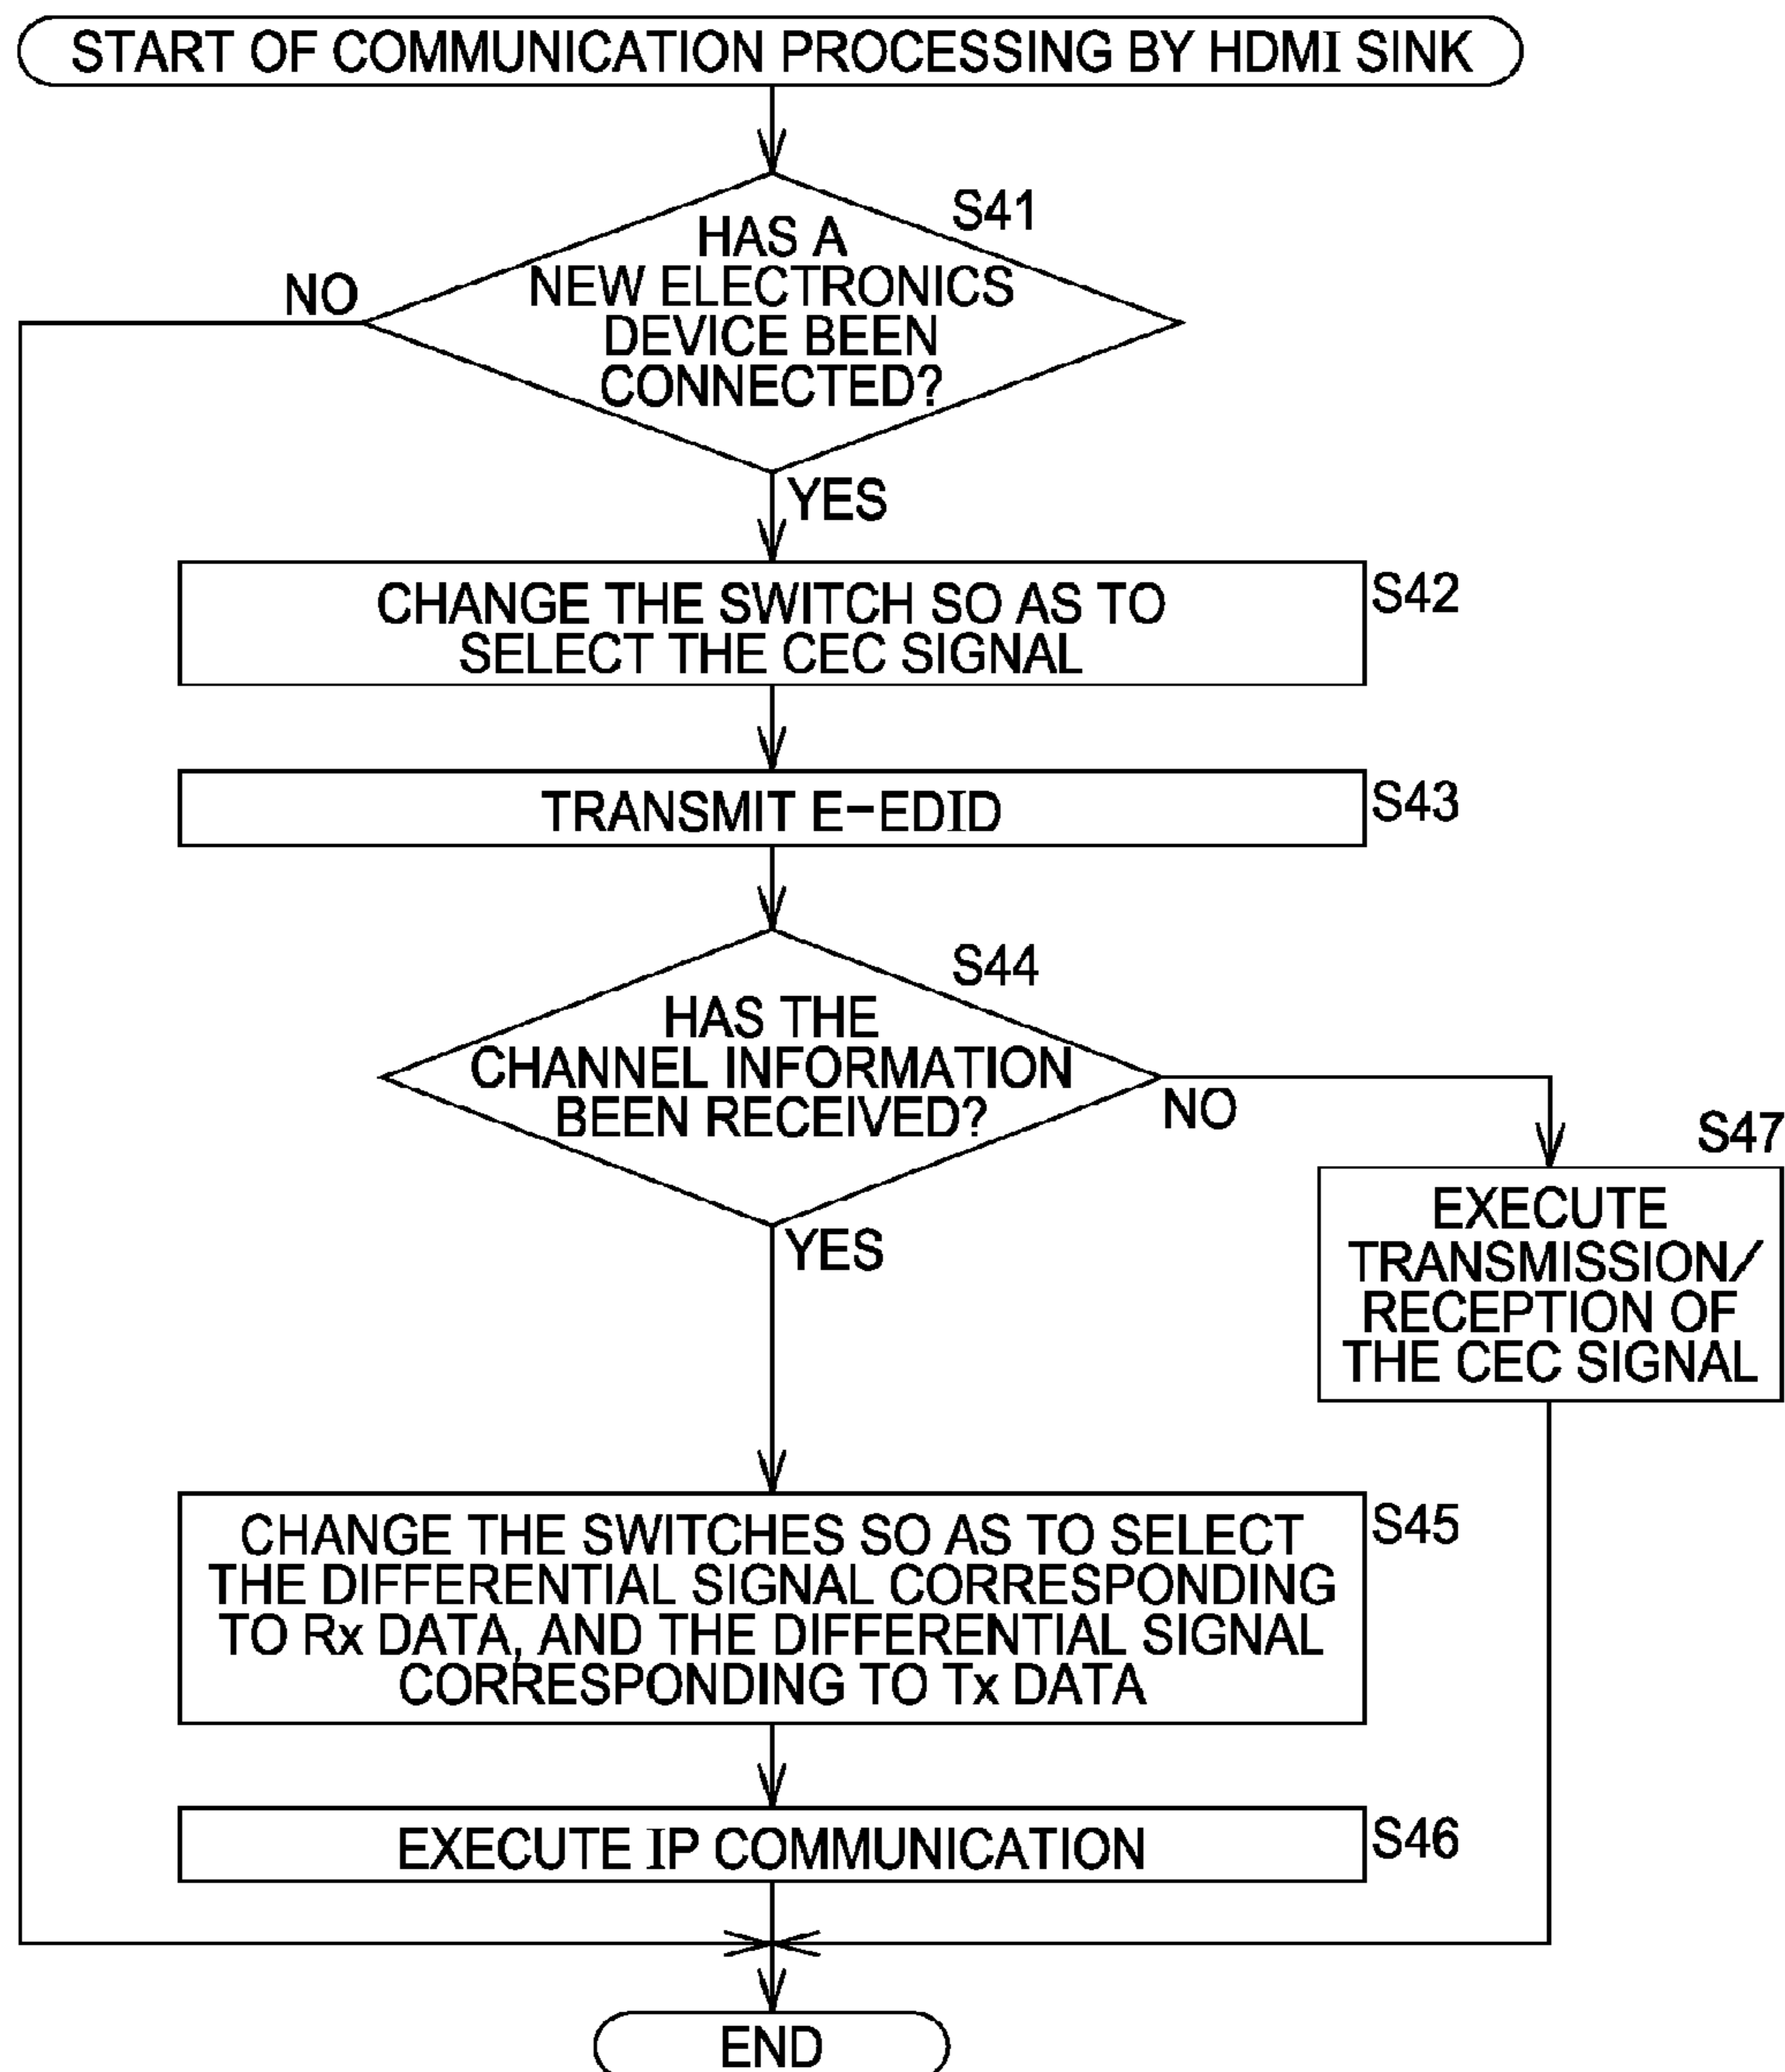 START OF COMMUNICATION PROCESSING BY HDMI SINK
S41
HAS A
NEW ELECTRONICS
DEVICE BEEN
CONNECTED?
NO
YES
CHANGE THE SWITCH SO AS TO
SELECT THE CEC SIGNAL
S42
TRANSMIT E-EDID
S43
S44
HAS THE
CHANNEL INFORMATION
BEEN RECEIVED?
NO
YES
S47
EXECUTE
TRANSMISSION/
RECEPTION OF
THE CEC SIGNAL
CHANGE THE SWITCHES SO AS TO SELECT
THE DIFFERENTIAL SIGNAL CORRESPONDING
TO Rx DATA, AND THE DIFFERENTIAL SIGNAL
CORRESPONDING TO Tx DATA
S45
EXECUTE IP COMMUNICATION
S46
END